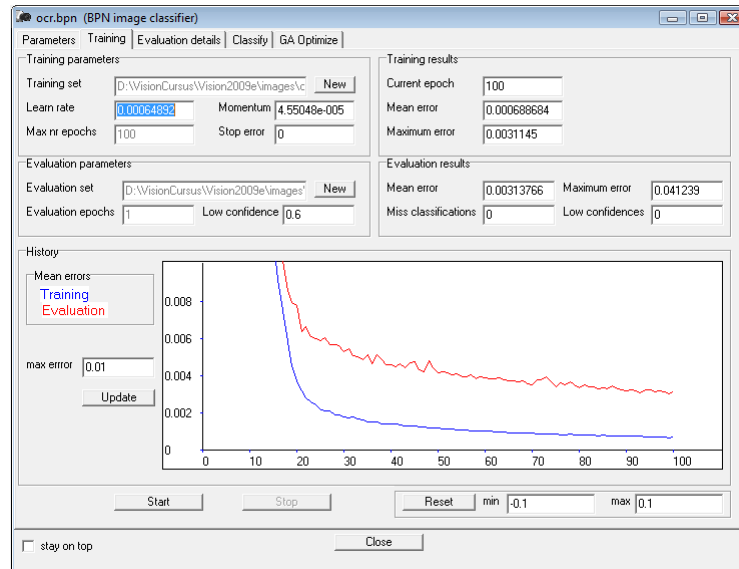 ocr.bpn (BPN image classifier)
Parameters Training Evaluation details Classify GA Optimize
Training parameters
Training set D:\VisionCursus\Vision2009e\images\c New
Learn rate 0.00064892 Momentum 4.55048e-005
Max nr epochs 100 Stop error 0
Training results
Current epoch 100
Mean error 0.000688684
Maximum error 0.0031145
Evaluation parameters
Evaluation set D:\VisionCursus\Vision2009e\images' New
Evaluation epochs 1 Low confidence 0.6
Evaluation results
Mean error 0.00313766 Maximum error 0.041239
Miss classifications 0 Low confidences 0
History
Mean errors
Training
Evaluation
max errror 0.01
Update
0.008
0.006
0.004
0.002
0
0 10 20 30 40 50 60 70 80 90 100
Start Stop Reset min -0.1 max 0.1
stay on top Close